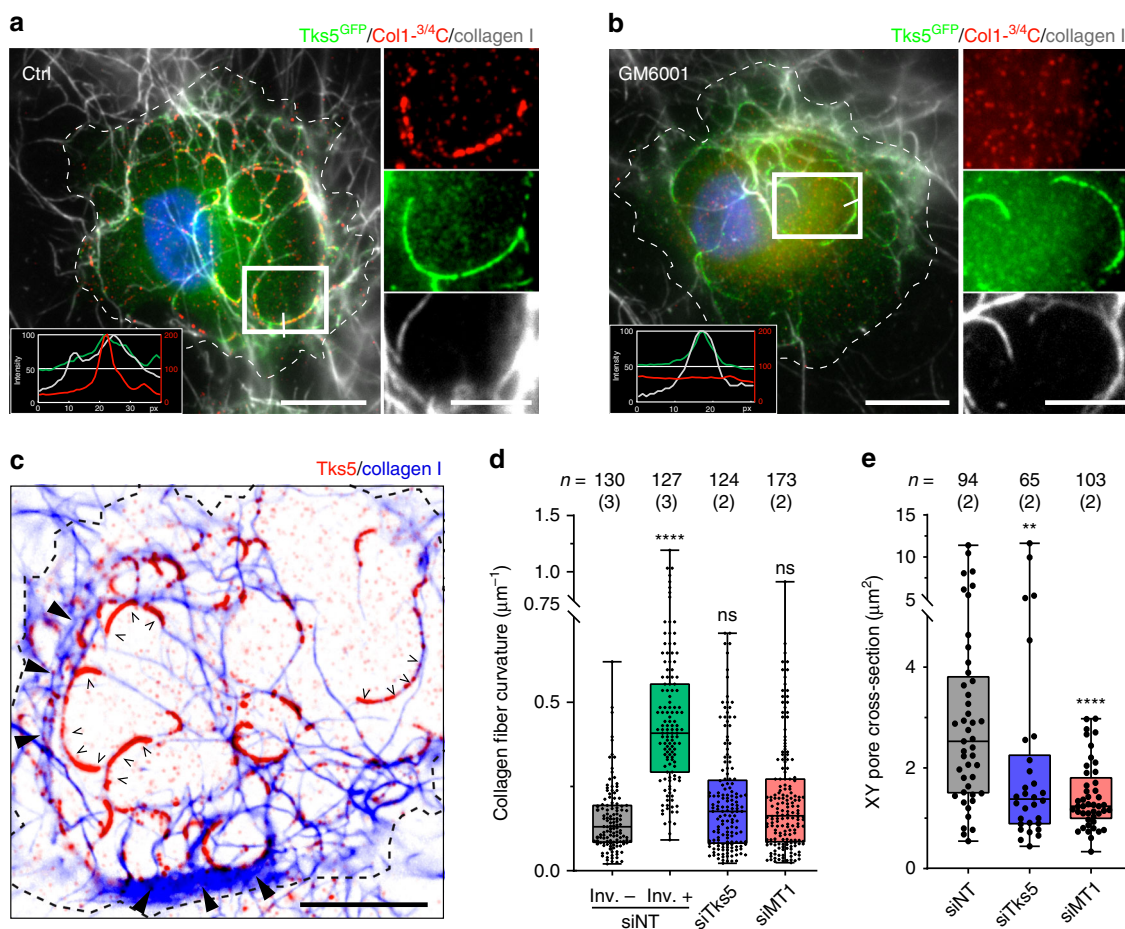 a
Tks5GFP/Col1-3/4C/collagen I
Ctrl
Intensity
100
50
0
200
100
0
0 20 40 px
b
Tks5GFP/Col1-3/4C/collagen I
GM6001
Intensity
100
50
0
200
100
0
0 10 20 px
c
Tks5/collagen I
d
n = 130 127 124 173
(3) (3) (2) (2)
Collagen fiber curvature (μm−1)
1.5
1.0
0.75
0.5
0.0
****
ns
ns
Inv. − Inv. + siTks5 siMT1
siNT
e
n = 94 65 103
(2) (2) (2)
XY pore cross-section (μm2)
15
10
5
4
2
0
**
****
siNT siTks5 siMT1